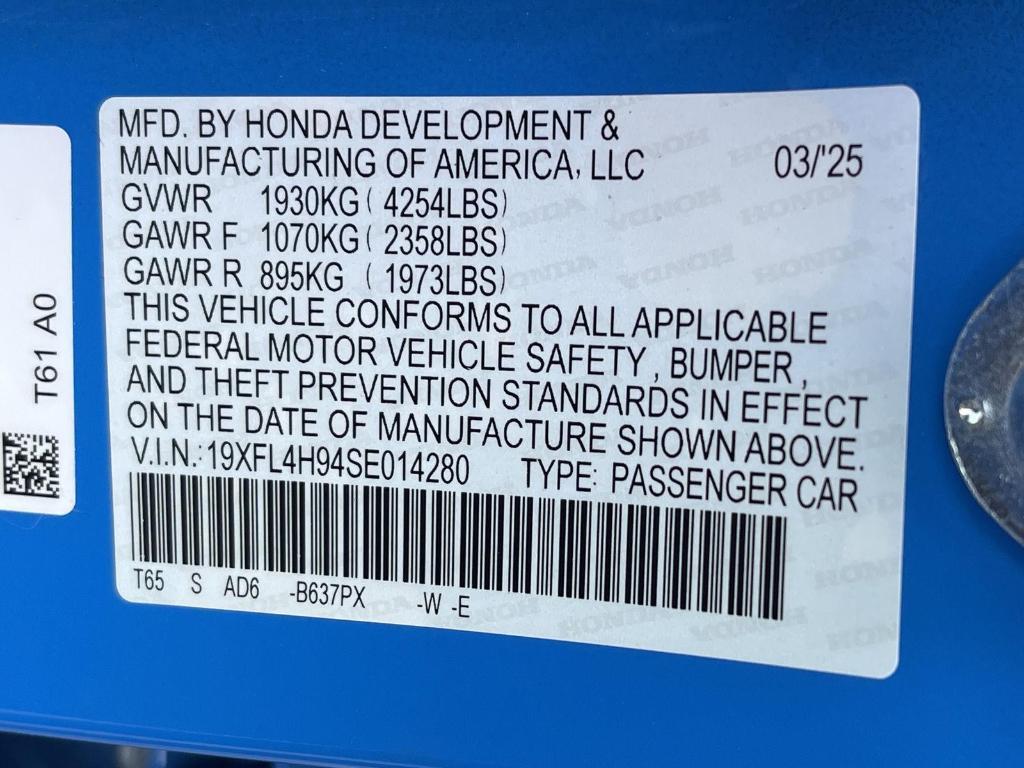 MFD. BY HONDA DEVELOPMENT &
MANUFACTURING OF AMERICA, LLC 03/'25
GVWR 1930KG ( 4254LBS)
GAWR F 1070KG ( 2358LBS)
GAWR R 895KG ( 1973LBS)
THIS VEHICLE CONFORMS TO ALL APPLICABLE
FEDERAL MOTOR VEHICLE SAFETY , BUMPER ,
AND THEFT PREVENTION STANDARDS IN EFFECT
ON THE DATE OF MANUFACTURE SHOWN ABOVE.
V.I.N.: 19XFL4H94SE014280 TYPE: PASSENGER CAR
T65 S AD6 -B637PX -W -E
T61 A0